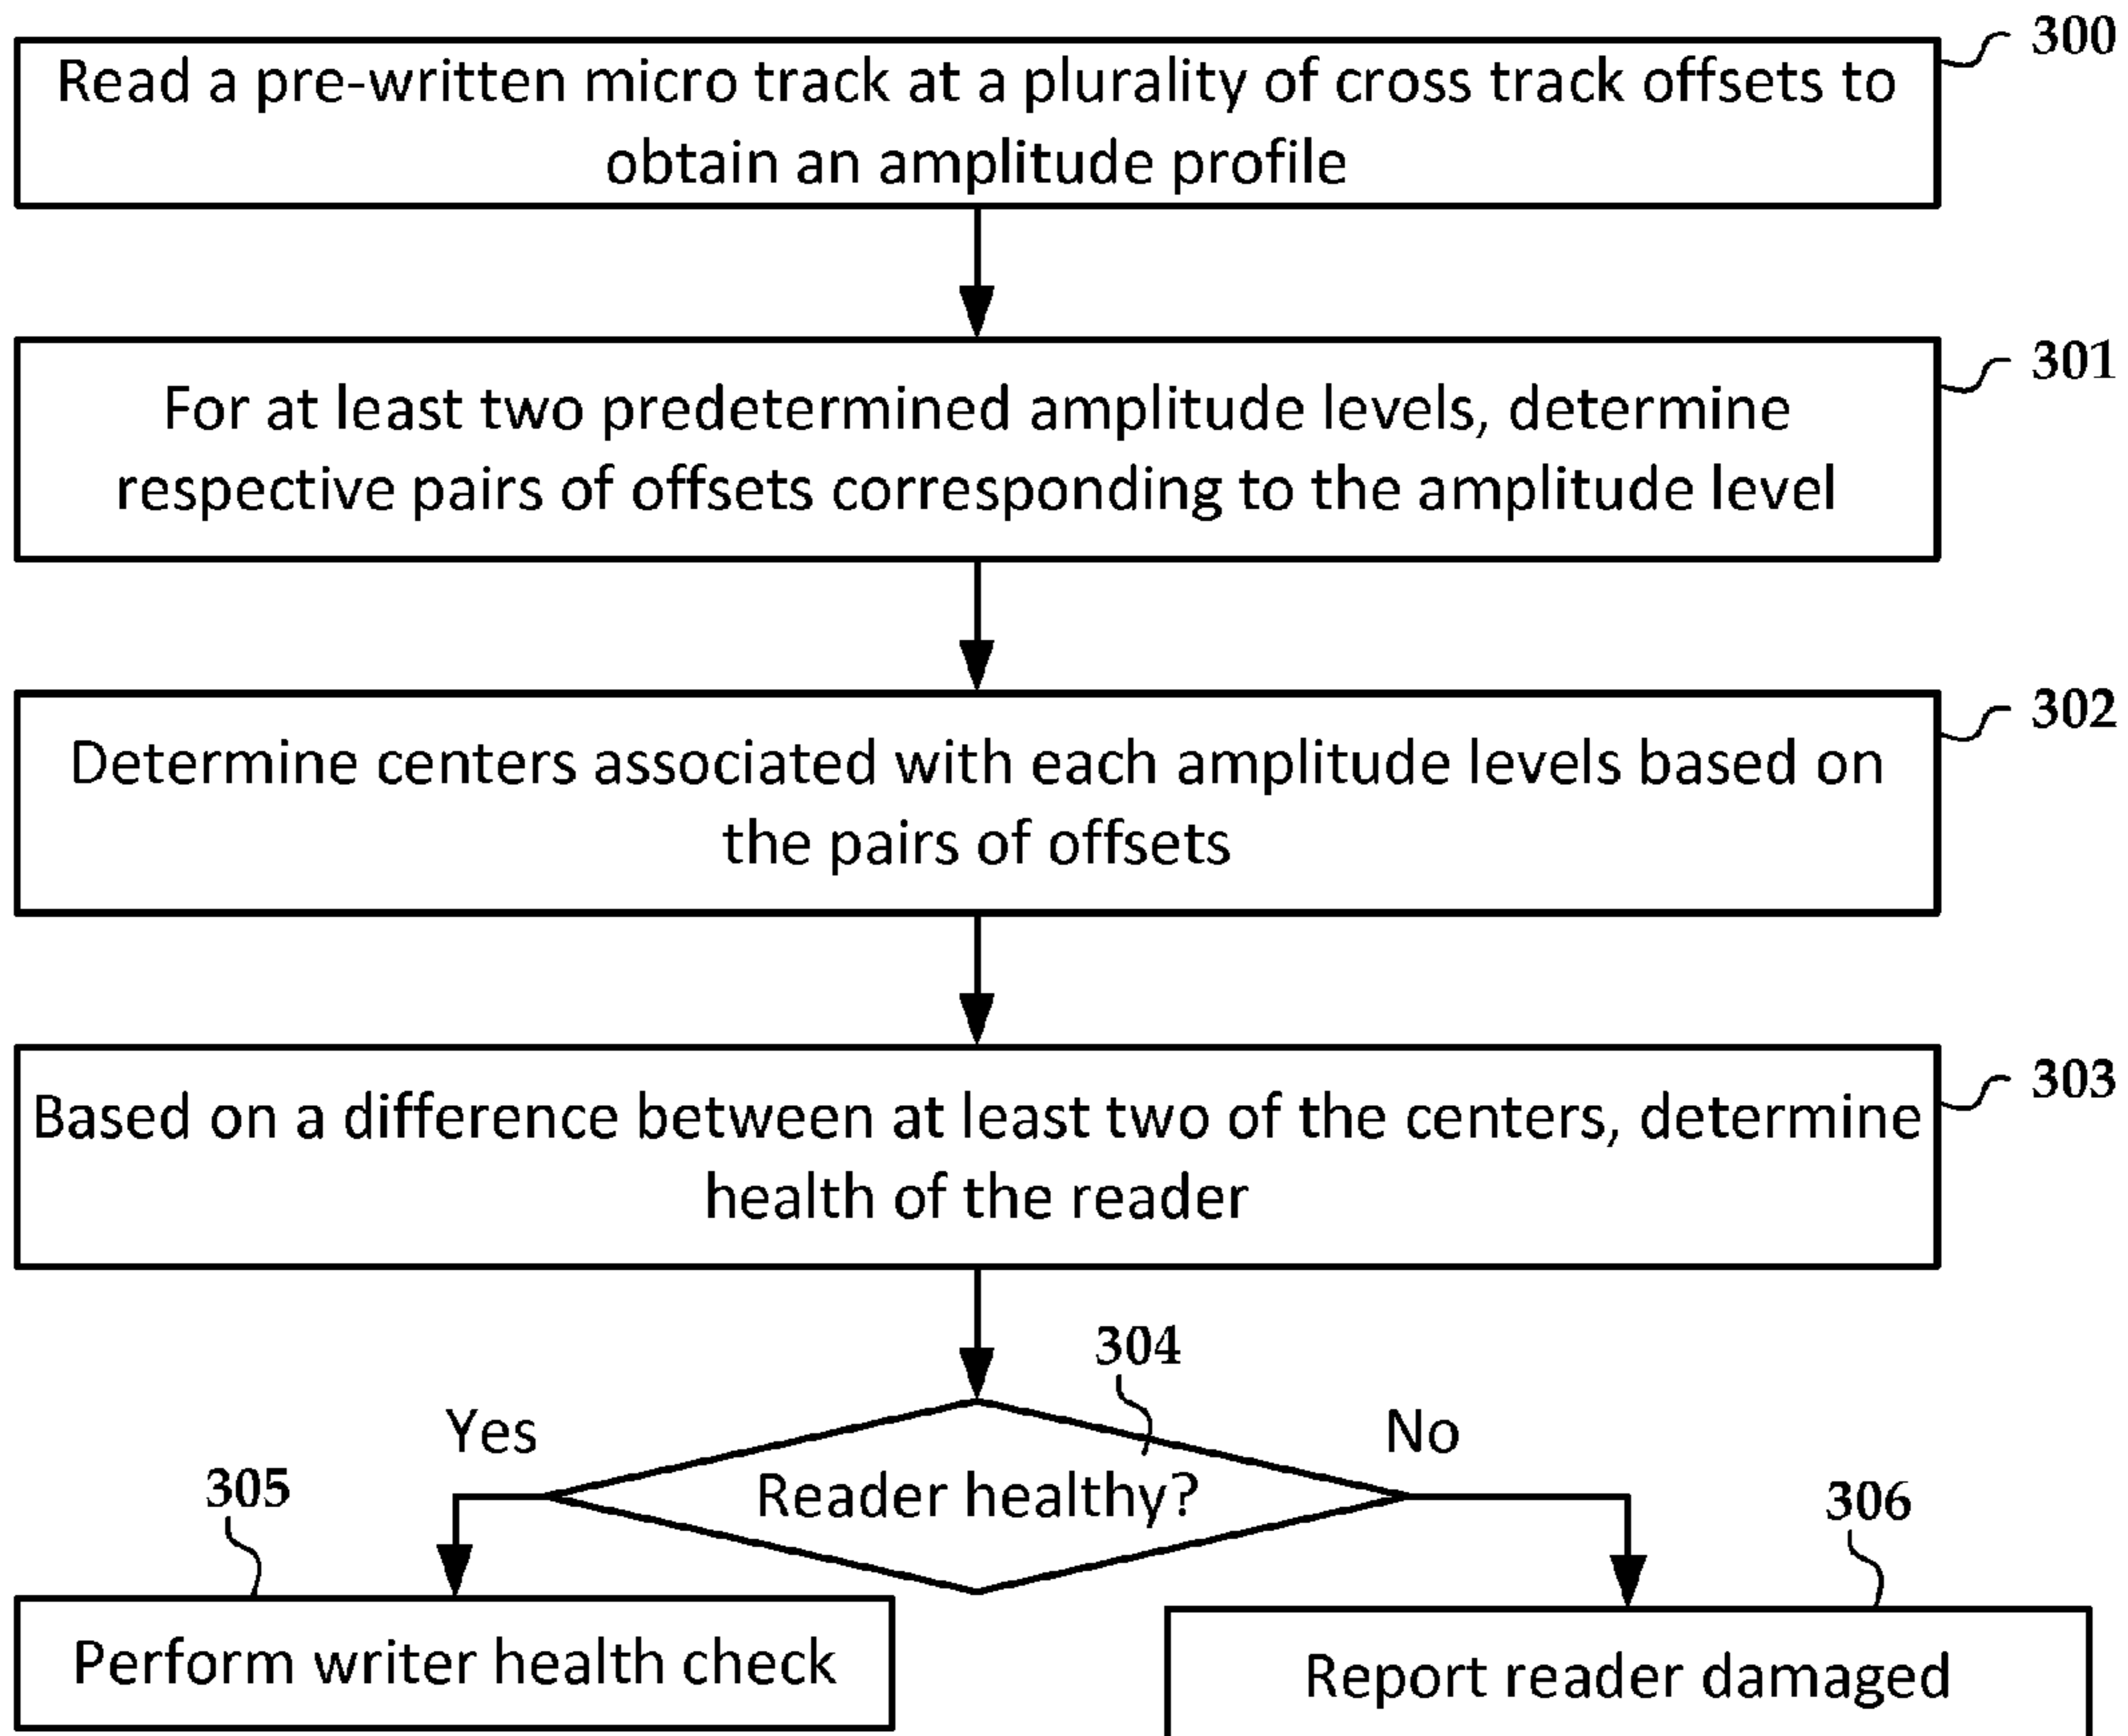 300
Read a pre-written micro track at a plurality of cross track offsets to
obtain an amplitude profile
301
For at least two predetermined amplitude levels, determine
respective pairs of offsets corresponding to the amplitude level
302
Determine centers associated with each amplitude levels based on
the pairs of offsets
303
Based on a difference between at least two of the centers, determine
health of the reader
304
Yes
No
Reader healthy?
305
306
Perform writer health check
Report reader damaged